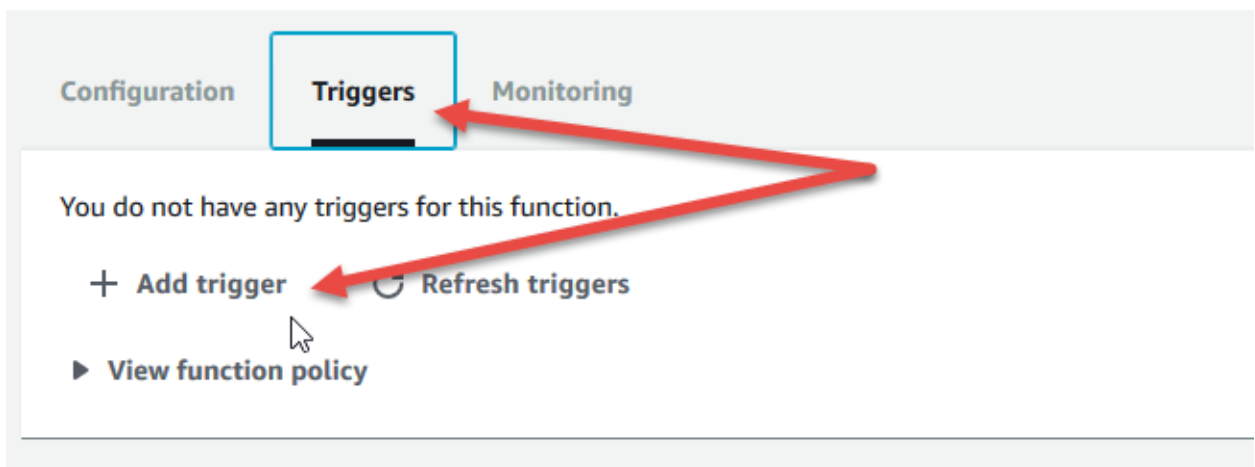 Configuration Triggers Monitoring
You do not have any triggers for this function.
Add trigger Refresh triggers
View function policy